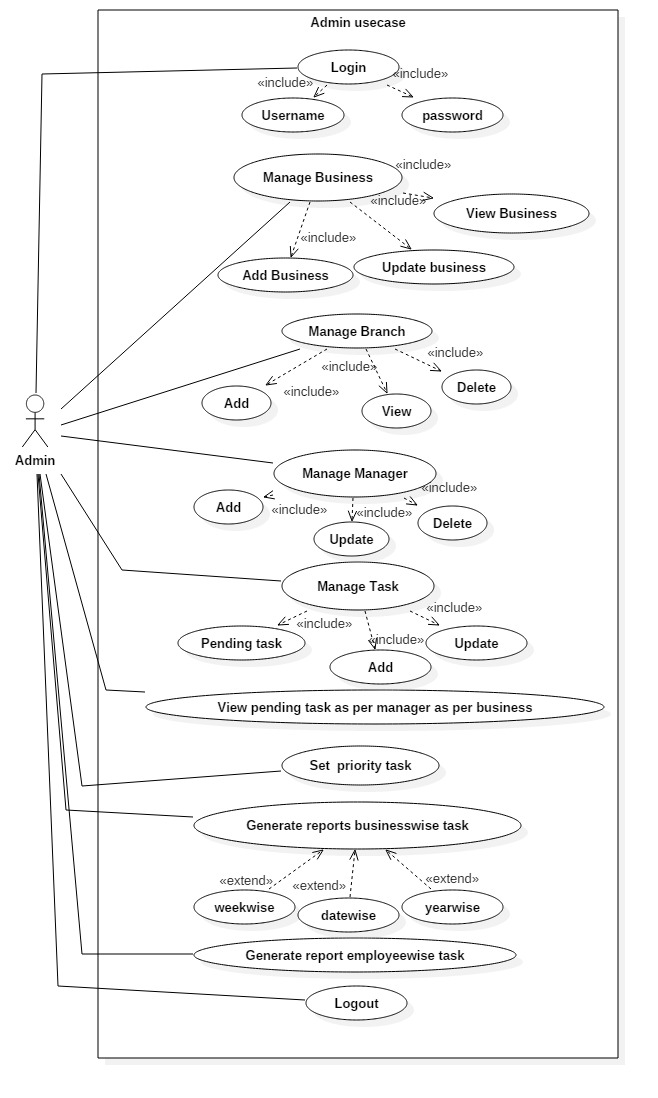 Admin usecase
Login
«include»
«include»
Username
password
Manage Business
«include»
«include»
View Business
«include»
Add Business
Update business
Manage Branch
«include»
«include»
«include»
Delete
Add
View
Admin
Manage Manager
«include»
Add
«include»
«include»
Delete
Update
Manage Task
«include»
«include»
«include»
Pending task
Update
Add
View pending task as per manager as per business
Set  priority task
Generate reports businesswise task
«extend»
«extend»
«extend»
weekwise
datewise
yearwise
Generate report employeewise task
Logout